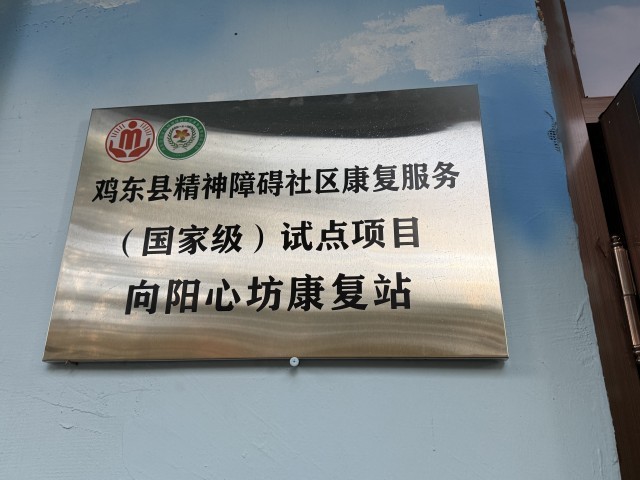 鸡东县精神障碍社区康复服务
（国家级）试点项目
向阳心坊康复站